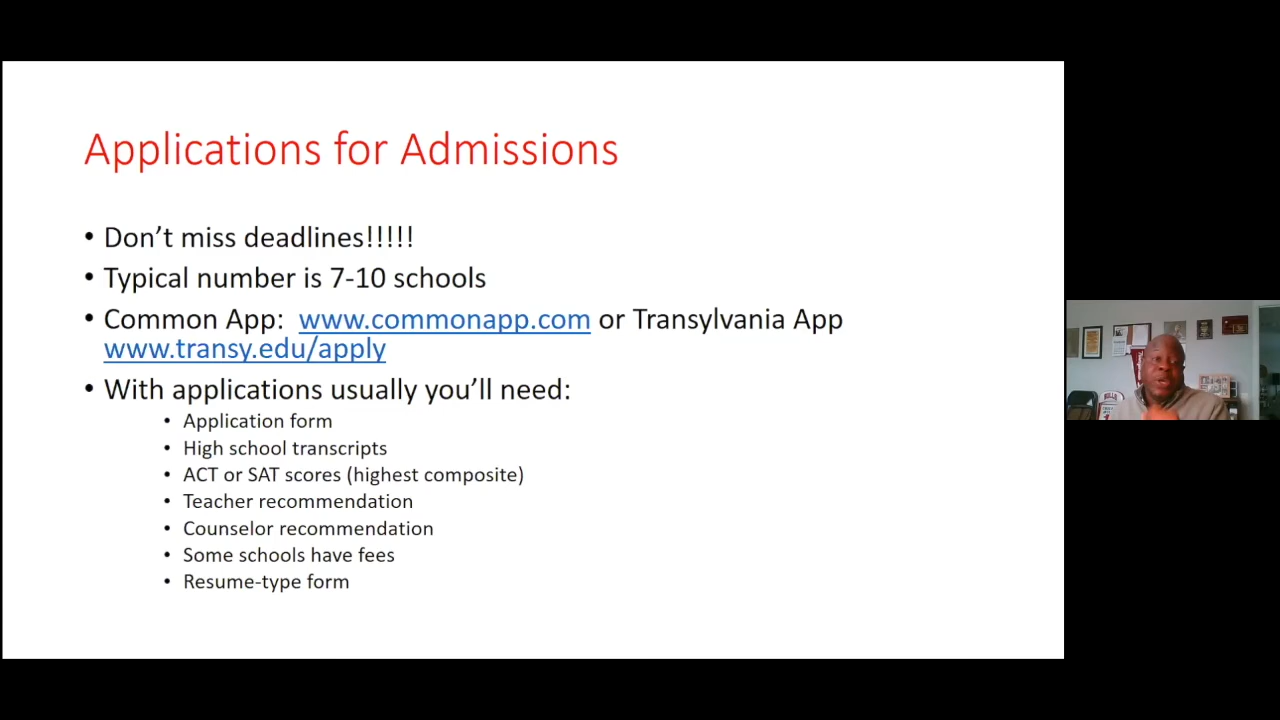 Applications for Admissions
• Don't miss deadlines!!!!!
• Typical number is 7-10 schools
• Common App:  www.commonapp.com or Transylvania App
www.transy.edu/apply
• With applications usually you'll need:
• Application form
• High school transcripts
• ACT or SAT scores (highest composite)
• Teacher recommendation
• Counselor recommendation
• Some schools have fees
• Resume-type form